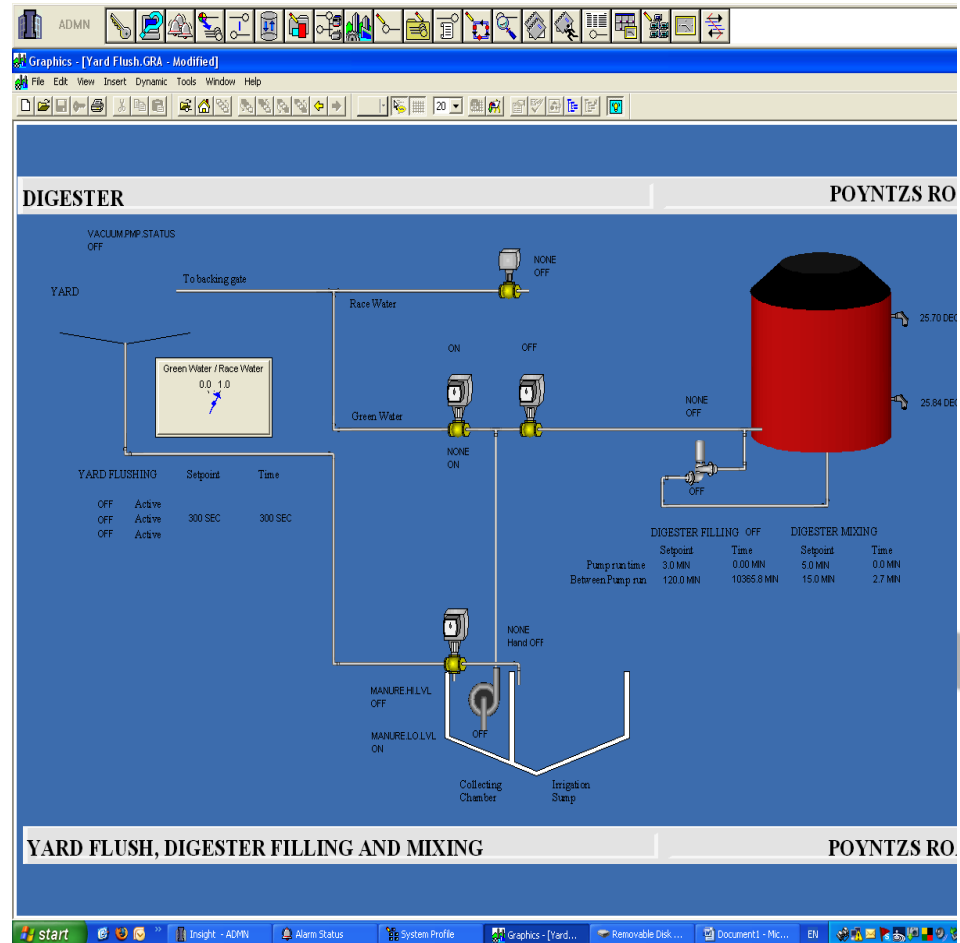 ADMN
Graphics - [Yard Flush.GRA - Modified]
File Edit View Insert Dynamic Tools Window Help
20
DIGESTER
POYNTZS RO
VACUUM.PMP.STATUS
OFF
YARD
To backing gate
Race Water
NONE
OFF
Green Water / Race Water
0.0 1.0
ON
OFF
Green Water
NONE
ON
NONE
OFF
OFF
25.70 DEG
25.84 DEG
YARD FLUSHING Setpoint Time
OFF Active
OFF Active 300 SEC 300 SEC
OFF Active
DIGESTER FILLING OFF DIGESTER MIXING
Setpoint Time Setpoint Time
Pump run time 3.0 MIN 0.00 MIN 5.0 MIN 0.0 MIN
Between Pump run 120.0 MIN 10365.8 MIN 15.0 MIN 2.7 MIN
NONE
Hand OFF
MANURE.HI.LVL
OFF
MANURE.LO.LVL
ON
OFF
Collecting
Chamber
Irrigation
Sump
YARD FLUSH, DIGESTER FILLING AND MIXING
POYNTZS RO
start
Insight - ADMN
Alarm Status
System Profile
Graphics - [Yard...
Removable Disk ...
Document1 - Mic...
EN